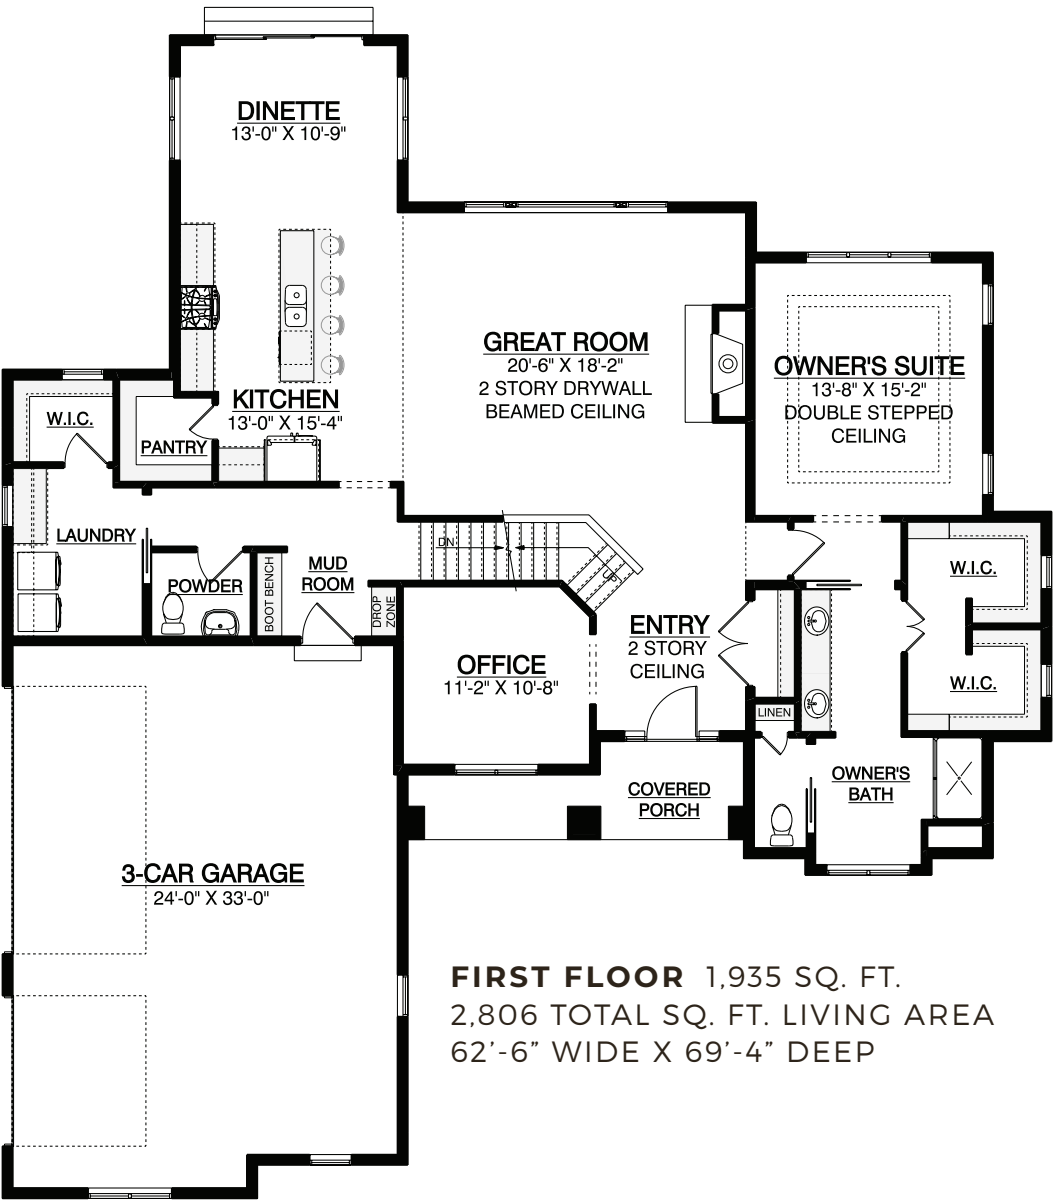 DINETTE
13'-0" X 10'-9"
GREAT ROOM
20'-6" X 18'-2"
2 STORY DRYWALL
BEAMED CEILING
OWNER'S SUITE
13'-8" X 15'-2"
DOUBLE STEPPED
CEILING
KITCHEN
13'-0" X 15'-4"
W.I.C.
PANTRY
LAUNDRY
POWDER
BOOT BENCH
MUD
ROOM
DROP
ZONE
DN
UP
W.I.C.
ENTRY
2 STORY
CEILING
OFFICE
11'-2" X 10'-8"
W.I.C.
LINEN
OWNER'S
BATH
COVERED
PORCH
3-CAR GARAGE
24'-0" X 33'-0"
FIRST FLOOR 1,935 SQ. FT.
2,806 TOTAL SQ. FT. LIVING AREA
62’-6” WIDE X 69’-4” DEEP